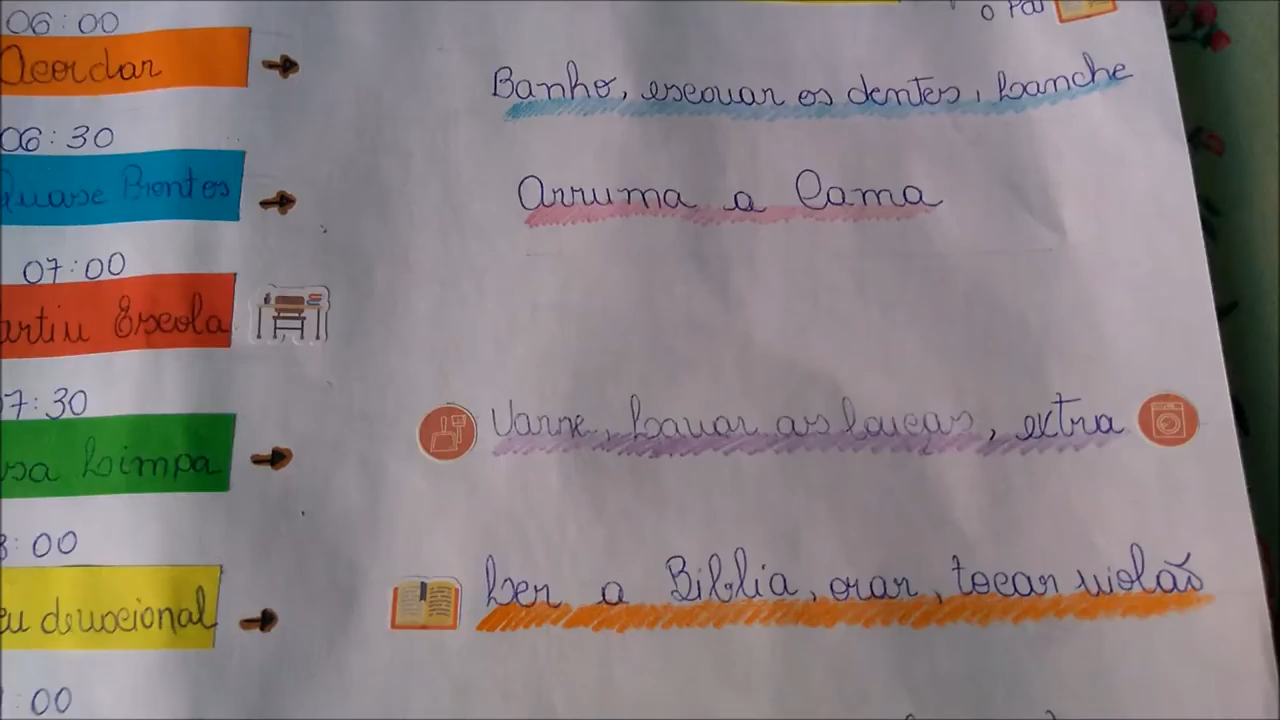 o Pai
06:00
Acordar
Banho, escovar os dentes, Lanche
06:30
Quase Prontos
Arruma a Cama
07:00
artiu Escola
7:30
sa Limpa
Varre, Lavar as louças, extra
:00
eu devocional
Ler a Bíblia, orar, tocar violão
:00